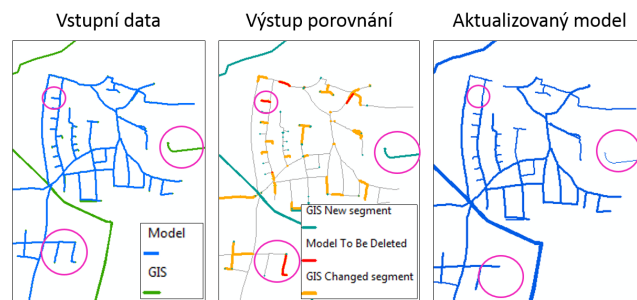 Vstupní data
Výstup porovnání
Aktualizovaný model
Model
GIS
GIS New segment
Model To Be Deleted
GIS Changed segment